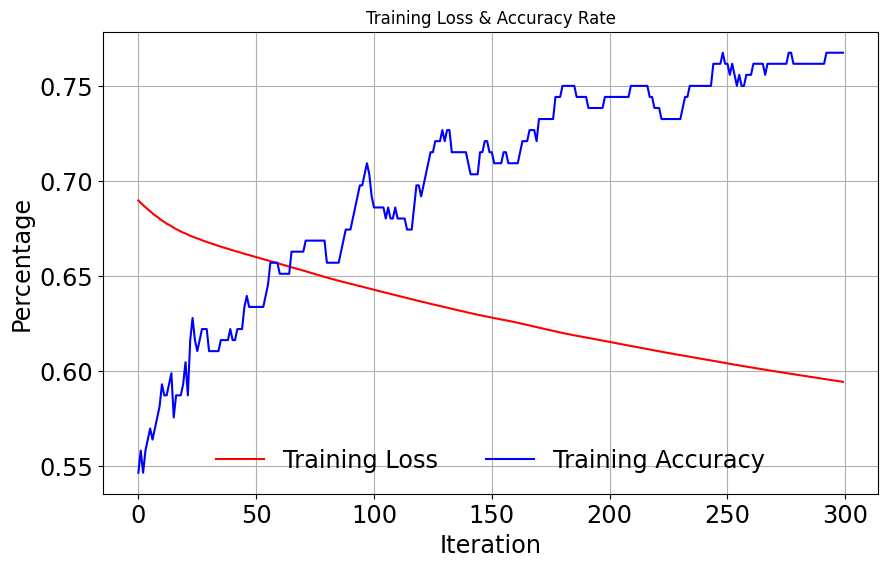 Training Loss & Accuracy Rate
Percentage
0.75
0.70
0.65
0.60
0.55
Training Loss
Training Accuracy
0 50 100 150 200 250 300
Iteration